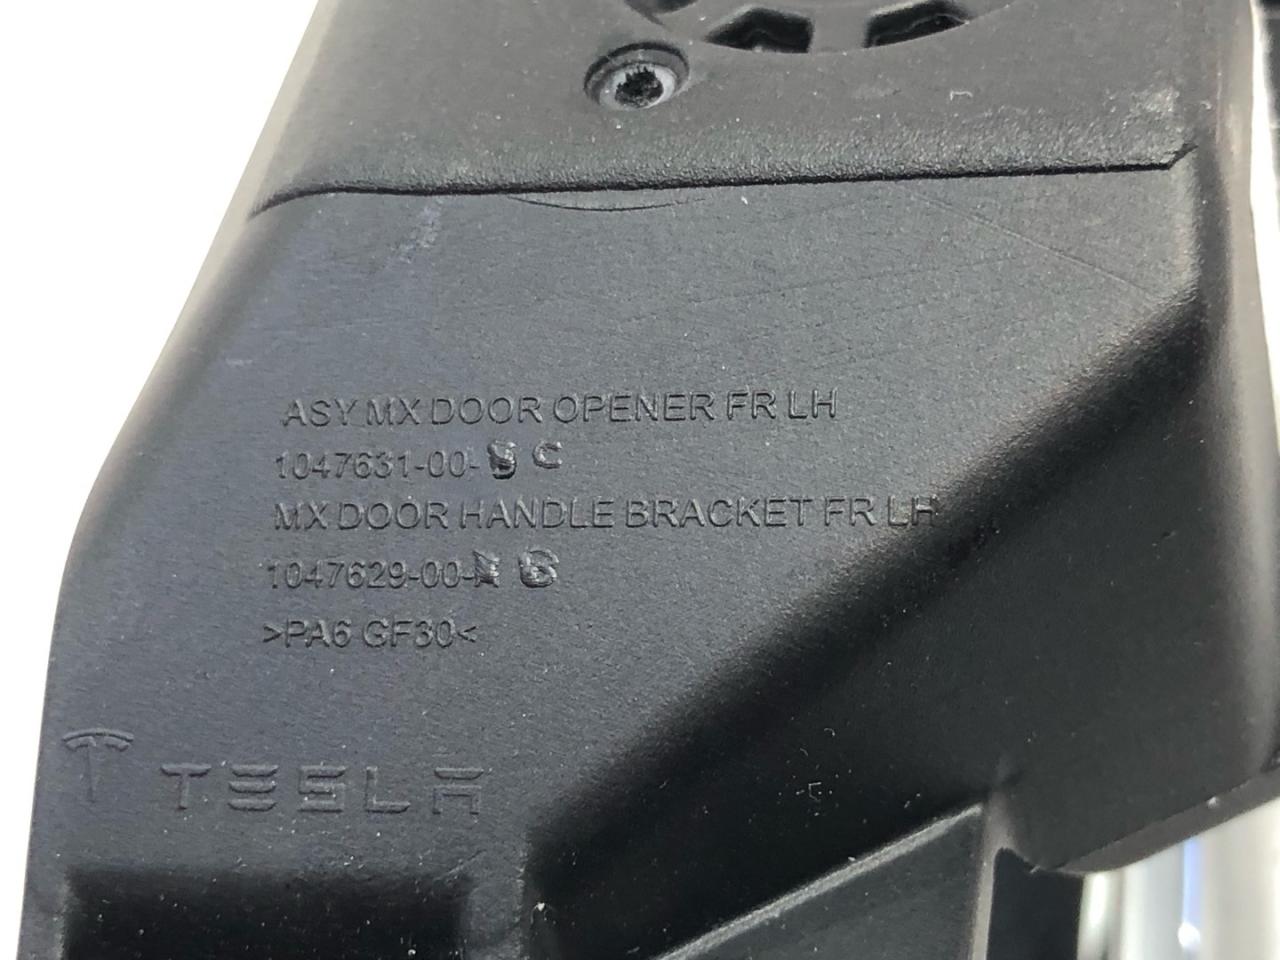 ASY MX DOOR OPENER FR LH
1047631-00- C
MX DOOR HANDLE BRACKET FR LH
1047629-00- B
>PA6 GF30<
TESLA